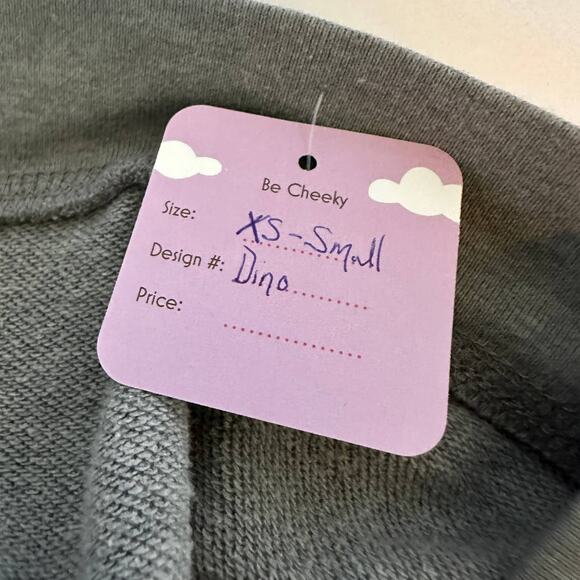 Be Cheeky
Size: XS-Small
Design #: Dino
Price: